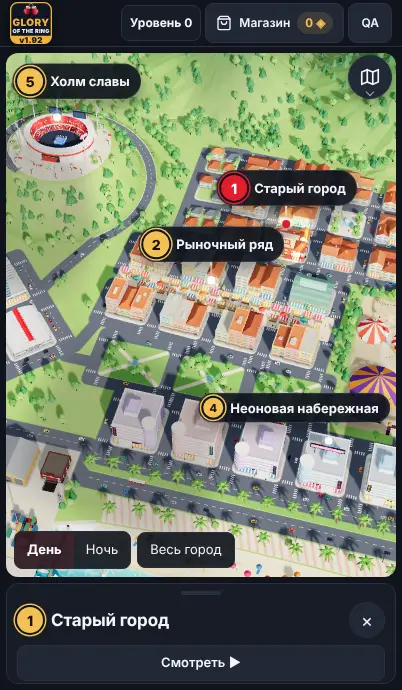 GLORY
OF THE RING
v1.92
Уровень 0
Магазин 0
QA
5 Холм славы
1 Старый город
2 Рыночный ряд
4 Неоновая набережная
День Ночь Весь город
1 Старый город
Смотреть